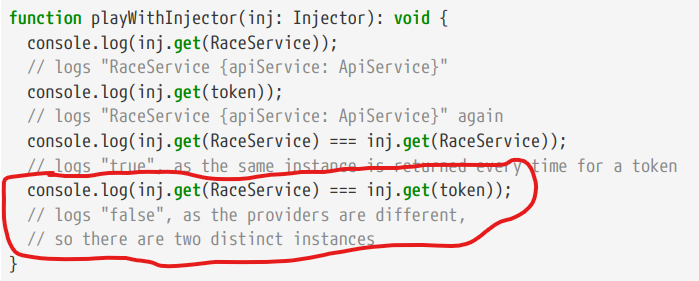 function playWithInjector(inj: Injector): void {
  console.log(inj.get(RaceService));
  // logs "RaceService {apiService: ApiService}"
  console.log(inj.get(token));
  // logs "RaceService {apiService: ApiService}" again
  console.log(inj.get(RaceService) === inj.get(RaceService));
  // logs "true", as the same instance is returned every time for a token
  console.log(inj.get(RaceService) === inj.get(token));
  // logs "false", as the providers are different,
  // so there are two distinct instances
}